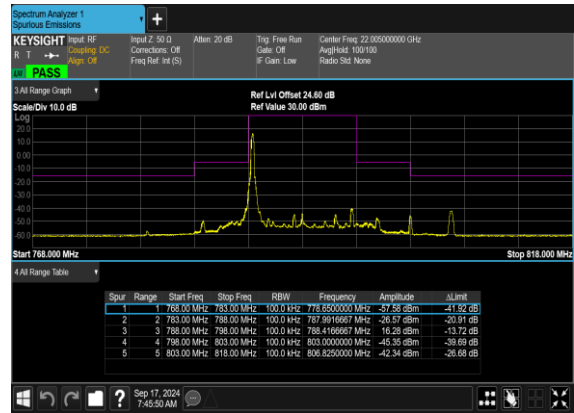 Spectrum Analyzer 1
Spurious Emissions
KEYSIGHT Input: RF Input Z: 50 Ω Atten: 20 dB Trig: Free Run Center Freq: 22.005000000 GHz
R T Coupling: DC Corrections: Off Gate: Off Avg|Hold: 100/100
Align: Off Freq Ref: Int (S) IF Gain: Low Radio Std: None
PASS
3.All Range Graph
Ref Lvl Offset 24.60 dB
Scale/Div 10.0 dB Ref Value 30.00 dBm
Log
20.0
10.0
0.00
-10.0
-20.0
-30.0
-40.0
-50.0
-60.0
Start 768.000 MHz Stop 818.000 MHz
4 All Range Table
Spur Range Start Freq Stop Freq RBW Frequency Amplitude ΔLimit
1 1 768.00 MHz 783.00 MHz 100.0 kHz 778.6500000 MHz -57.58 dBm -41.92 dB
2 2 783.00 MHz 788.00 MHz 100.0 kHz 787.9916667 MHz -26.57 dBm -20.91 dB
3 3 788.00 MHz 798.00 MHz 100.0 kHz 788.4166667 MHz 16.28 dBm -13.72 dB
4 4 798.00 MHz 803.00 MHz 100.0 kHz 803.0000000 MHz -45.35 dBm -39.69 dB
5 5 803.00 MHz 818.00 MHz 100.0 kHz 806.8250000 MHz -42.34 dBm -26.68 dB
Sep 17, 2024
7:45:50 AM